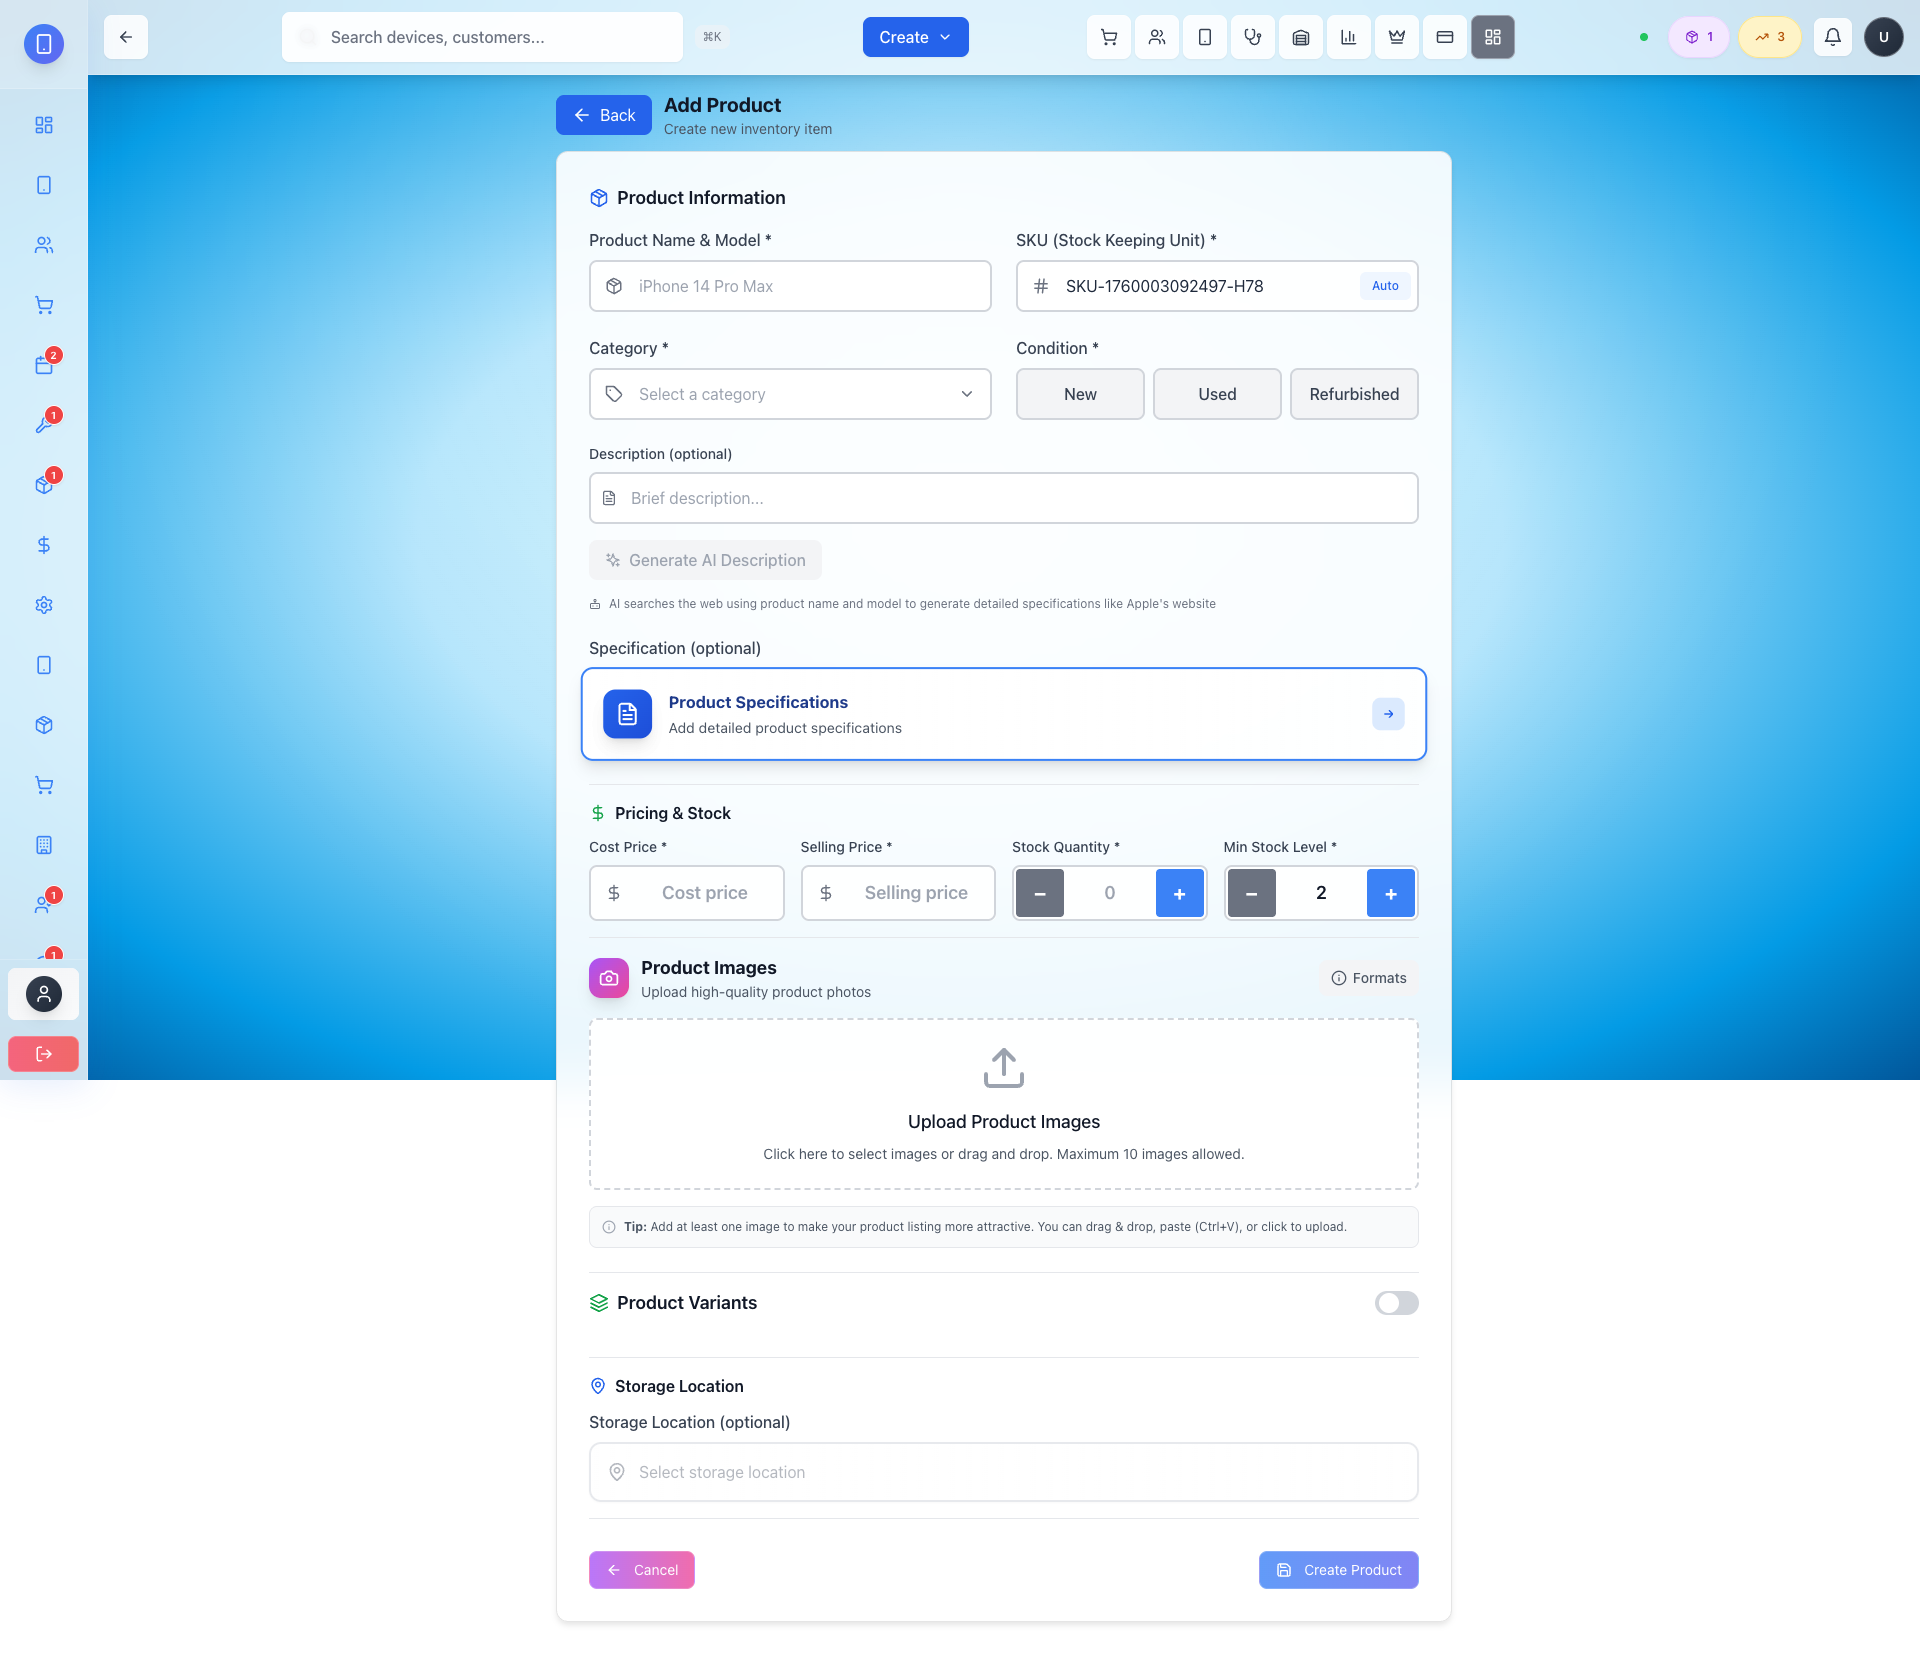 Search devices, customers...
⌘K
Create
1
3
U
Back
Add Product
Create new inventory item
2
1
1
1
1
Product Information
Product Name & Model *
SKU (Stock Keeping Unit) *
iPhone 14 Pro Max
SKU-1760003092497-H78
Auto
Category *
Condition *
Select a category
New
Used
Refurbished
Description (optional)
Brief description...
Generate AI Description
AI searches the web using product name and model to generate detailed specifications like Apple's website
Specification (optional)
Product Specifications
Add detailed product specifications
Pricing & Stock
Cost Price *
Selling Price *
Stock Quantity *
Min Stock Level *
Cost price
Selling price
− 0 +
− 2 +
Product Images
Upload high-quality product photos
Formats
Upload Product Images
Click here to select images or drag and drop. Maximum 10 images allowed.
Tip: Add at least one image to make your product listing more attractive. You can drag & drop, paste (Ctrl+V), or click to upload.
Product Variants
Storage Location
Storage Location (optional)
Select storage location
Cancel
Create Product